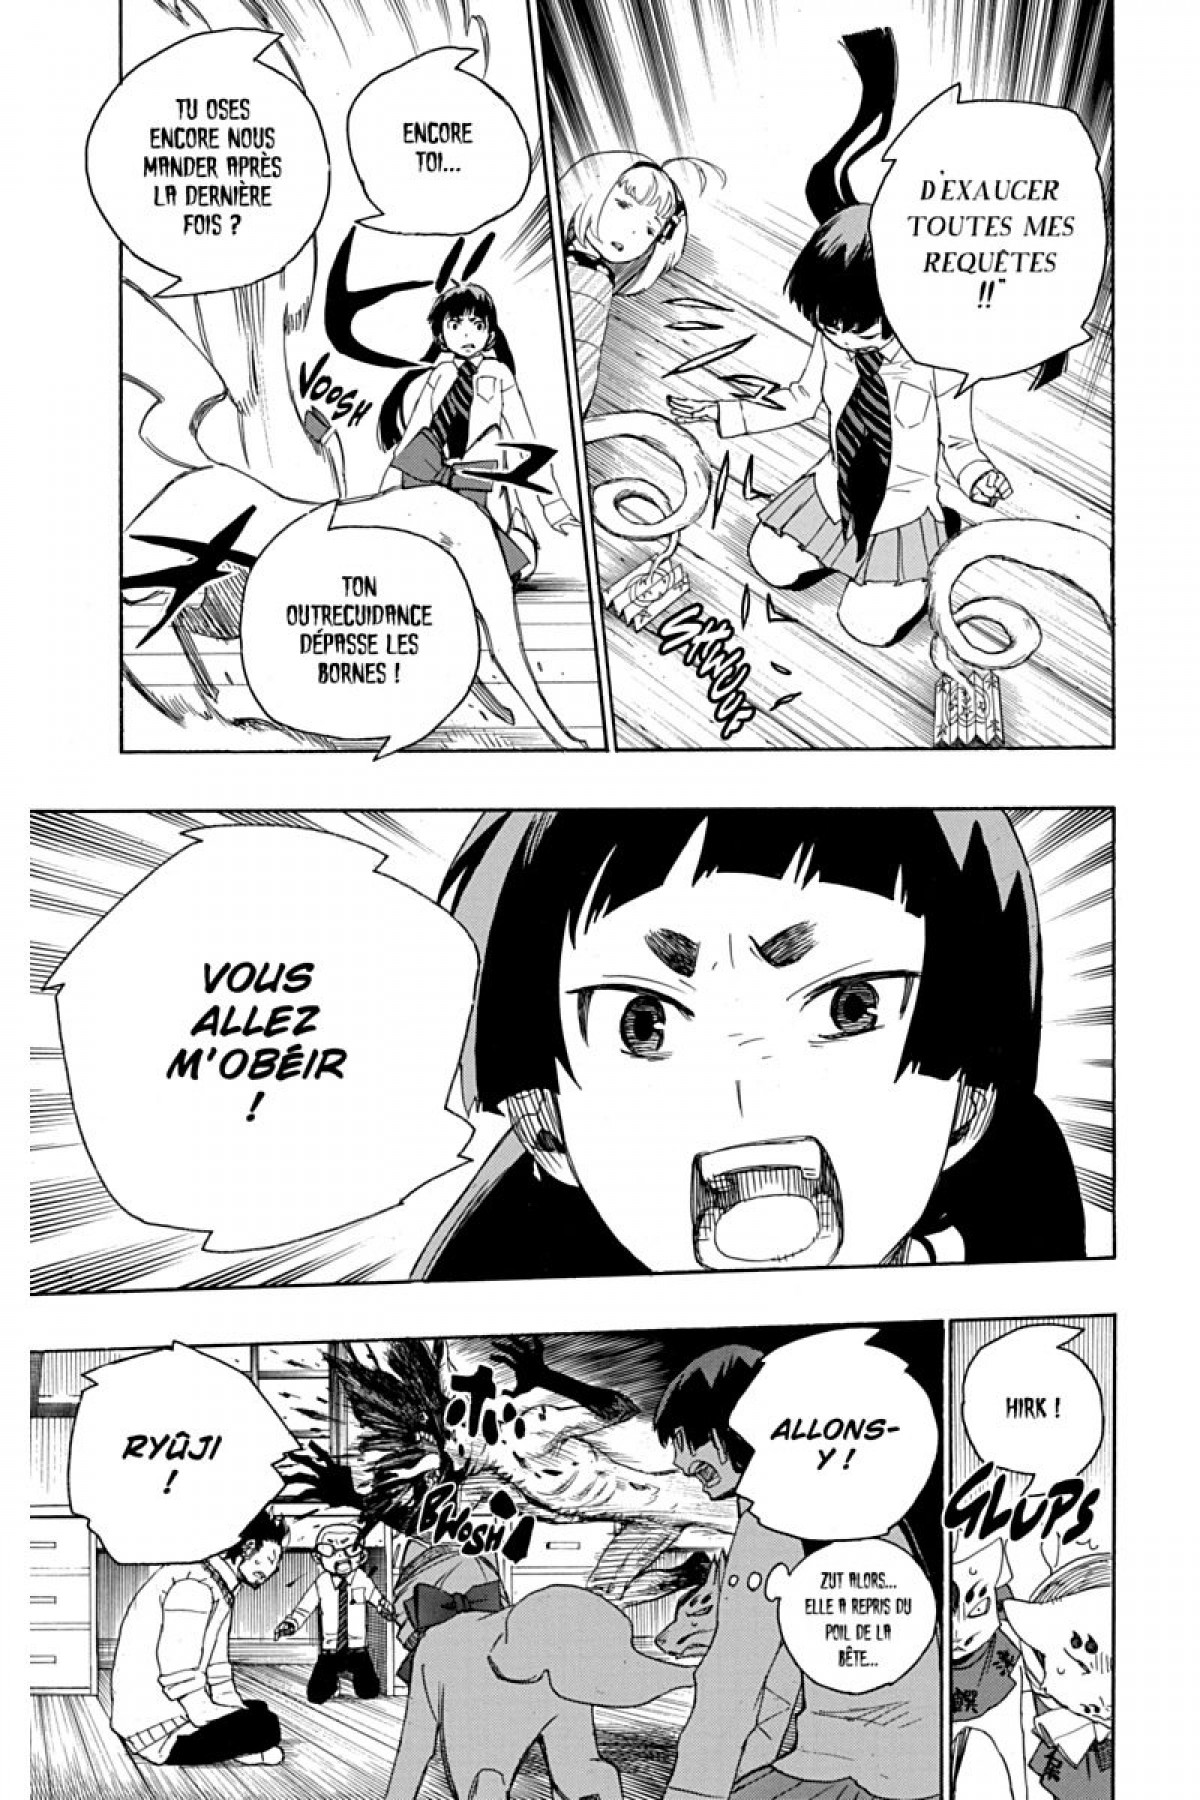 D'EXAUCER
TOUTES MES
REQUÊTES
!!"
SHWOUF
ENCORE
TOI...
TU OSES
ENCORE NOUS
MANDER APRÈS
LA DERNIÈRE
FOIS ?
VOOSH
TON
OUTRECUIDANCE
DÉPASSE LES
BORNES !
VOUS
ALLEZ
M'OBÉIR
!
HIRK !
GLUPS
ALLONS-
Y !
ZUT ALORS...
ELLE A REPRIS DU
POIL DE LA
BÊTE...
BWOSH !
RYÛJI
!